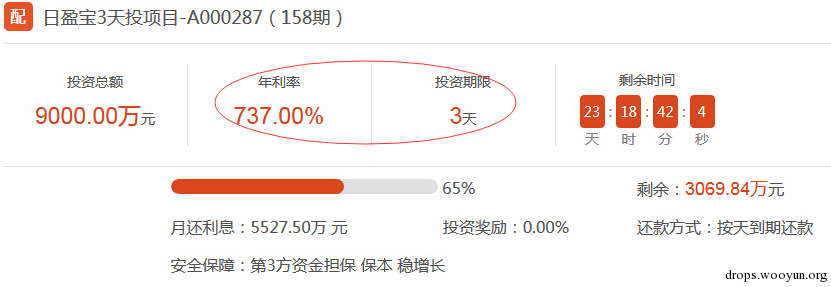 配 日盈宝3天投项目-A000287（158期）
投资总额 年利率 投资期限 剩余时间
9000.00万元 737.00% 3天 23 : 18 : 42 : 4
天 时 分 秒
65% 剩余：3069.84万元
月还利息：5527.50万 元 投资奖励：0.00% 还款方式：按天到期还款
安全保障：第3方资金担保 保本 稳增长
drops.wooyun.org